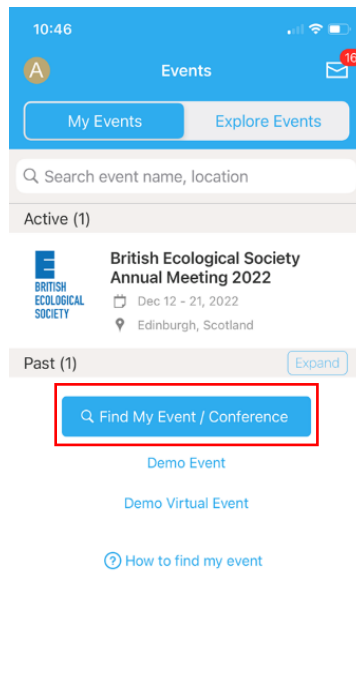 10:46
A
Events
16
My Events
Explore Events
Search event name, location
Active (1)
BRITISH
ECOLOGICAL
SOCIETY
British Ecological Society
Annual Meeting 2022
Dec 12 - 21, 2022
Edinburgh, Scotland
Past (1)
Expand
Find My Event / Conference
Demo Event
Demo Virtual Event
? How to find my event